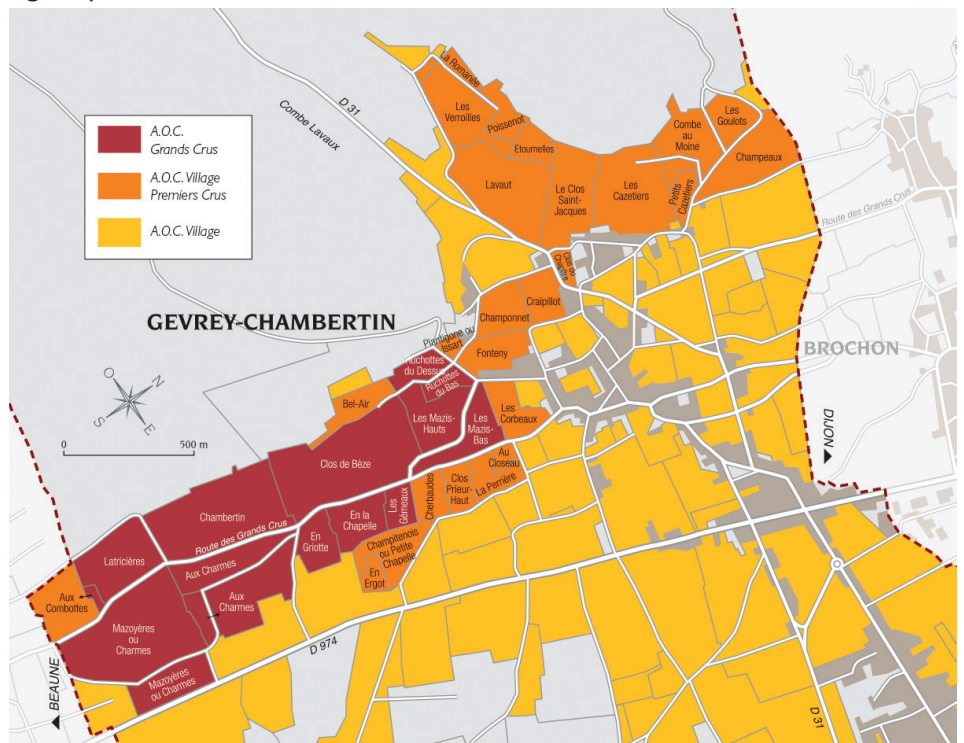 D 31
Combe Lavaux
La Romanée
Les
Verroilles
Poissenot
Etournelles
Lavaut
Le Clos
Saint-
Jacques
Les
Cazetiers
Petits
Cazetiers
Combe
au
Moine
Les
Goulots
Champeaux
Route des Grands Crus
A.O.C.
Grands Crus
A.O.C. Village
Premiers Crus
A.O.C. Village
GEVREY-CHAMBERTIN
BROCHON
DIJON
Clos du
Chapitre
Craipillot
Champonnet
Plantigone ou
Issart
Fonteny
Ruchottes
du Dessus
Ruchottes
du Bas
Bel-Air
Les Mazis-
Hauts
Les
Mazis-
Bas
Les
Corbeaux
Au
Closeau
La Perrière
Clos
Prieur-
Haut
Cherbaudes
O
N
S
E
0
500 m
Clos de Bèze
Chambertin
Route des Grands Crus
Les
Gémeaux
En la
Chapelle
En
Griotte
Champitenois
ou Petite
Chapelle
En
Ergot
Latricières
Aux Charmes
Aux
Charmes
Aux
Combottes
Mazoyères
ou
Charmes
Mazoyères
ou Charmes
BEAUNE
D 974
D 31